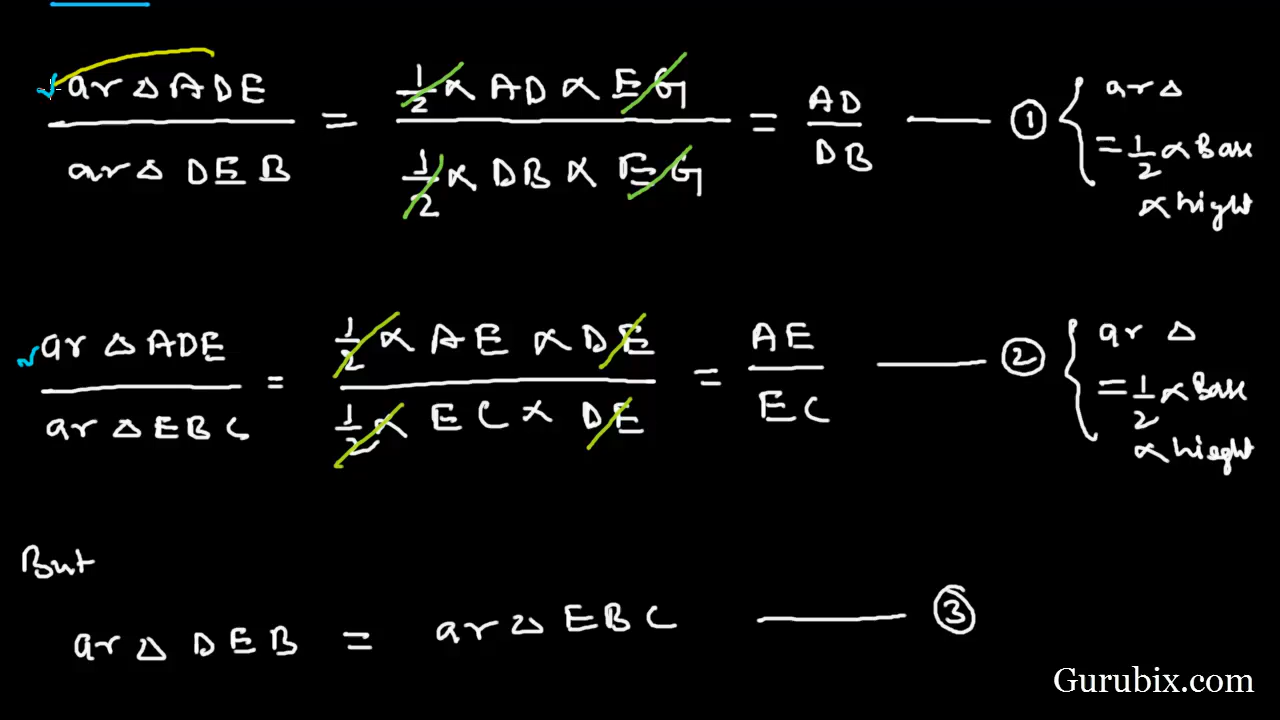 ar △ ADE / ar △ DEB = 1/2 × AD × EG / 1/2 × DB × EG = AD / DB —— ① { ar △
= 1/2 × Base
× hight
ar △ ADE / ar △ EBC = 1/2 × AE × DE / 1/2 × EC × DE = AE / EC —— ② { ar △
= 1/2 × Base
× hieght
But
ar △ DEB = ar △ EBC —— ③
Gurubix.com